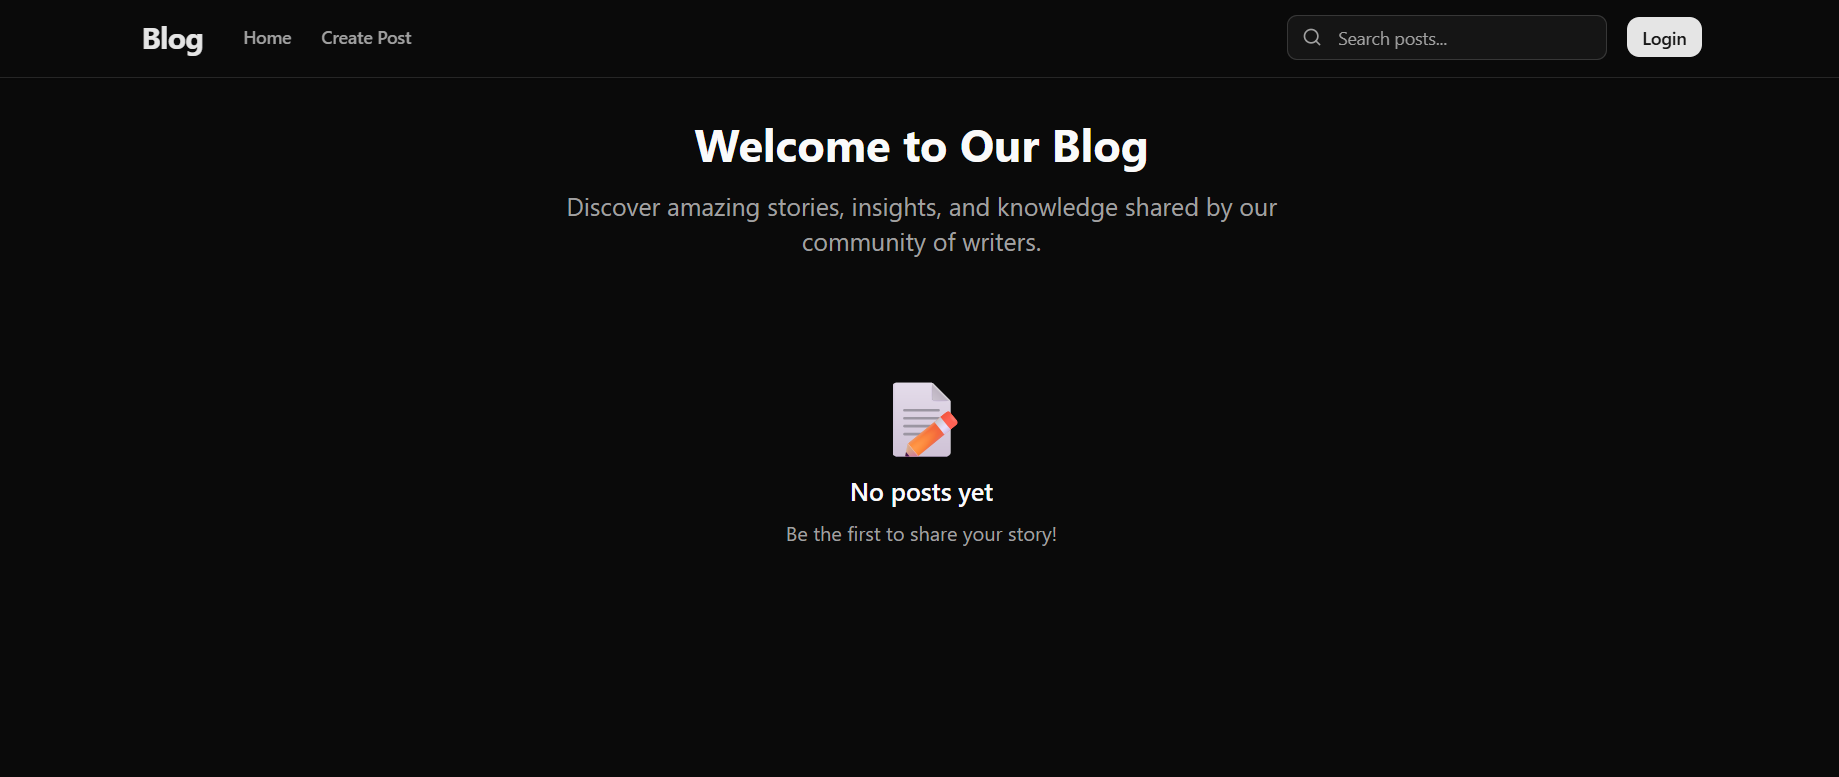 Blog
Home
Create Post
Search posts...
Login
Welcome to Our Blog
Discover amazing stories, insights, and knowledge shared by our
community of writers.
No posts yet
Be the first to share your story!